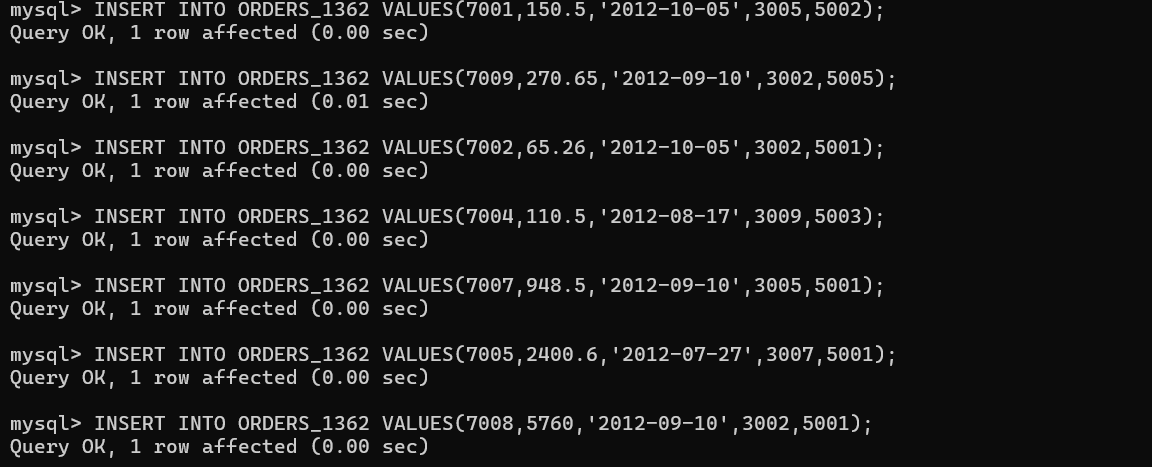 mysql> INSERT INTO ORDERS_1362 VALUES(7001,150.5,'2012-10-05',3005,5002);
Query OK, 1 row affected (0.00 sec)
mysql> INSERT INTO ORDERS_1362 VALUES(7009,270.65,'2012-09-10',3002,5005);
Query OK, 1 row affected (0.01 sec)
mysql> INSERT INTO ORDERS_1362 VALUES(7002,65.26,'2012-10-05',3002,5001);
Query OK, 1 row affected (0.00 sec)
mysql> INSERT INTO ORDERS_1362 VALUES(7004,110.5,'2012-08-17',3009,5003);
Query OK, 1 row affected (0.00 sec)
mysql> INSERT INTO ORDERS_1362 VALUES(7007,948.5,'2012-09-10',3005,5001);
Query OK, 1 row affected (0.00 sec)
mysql> INSERT INTO ORDERS_1362 VALUES(7005,2400.6,'2012-07-27',3007,5001);
Query OK, 1 row affected (0.00 sec)
mysql> INSERT INTO ORDERS_1362 VALUES(7008,5760,'2012-09-10',3002,5001);
Query OK, 1 row affected (0.00 sec)